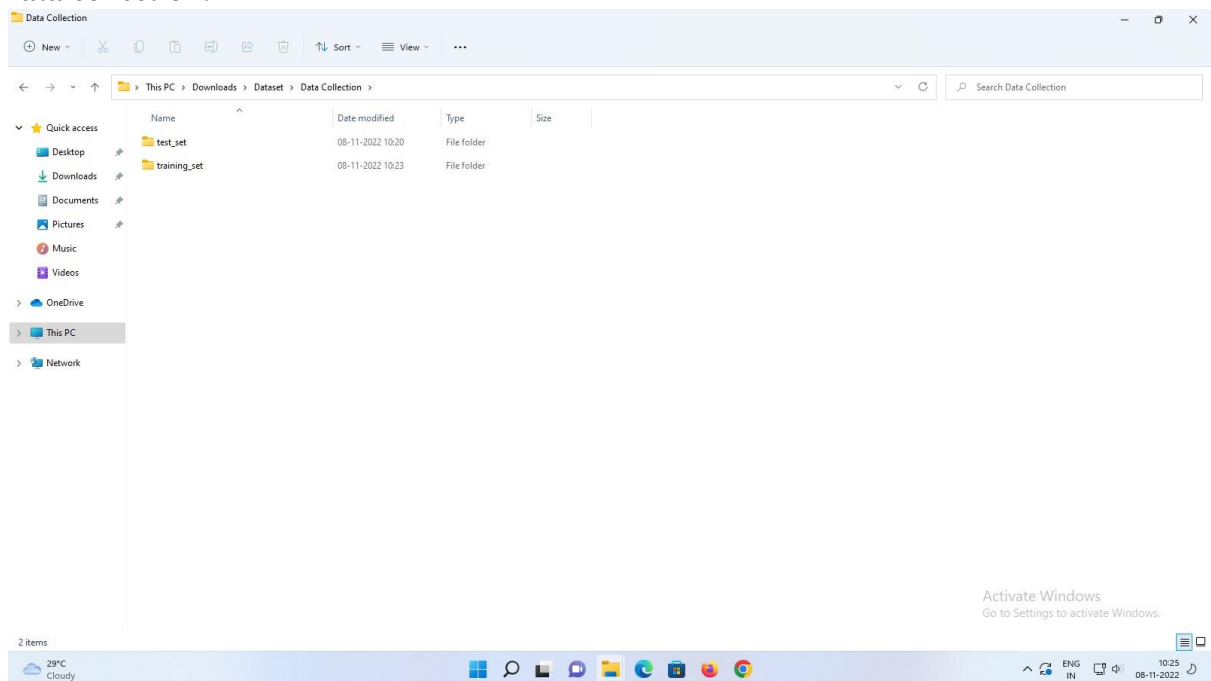 Data Collection
New
Sort
View
This PC > Downloads > Dataset > Data Collection >
Search Data Collection
Name Date modified Type Size
test_set 08-11-2022 10:20 File folder
training_set 08-11-2022 10:23 File folder
Quick access
Desktop
Downloads
Documents
Pictures
Music
Videos
OneDrive
This PC
Network
Activate Windows
Go to Settings to activate Windows.
2 items
29°C
Cloudy
ENG
IN
10:25
08-11-2022